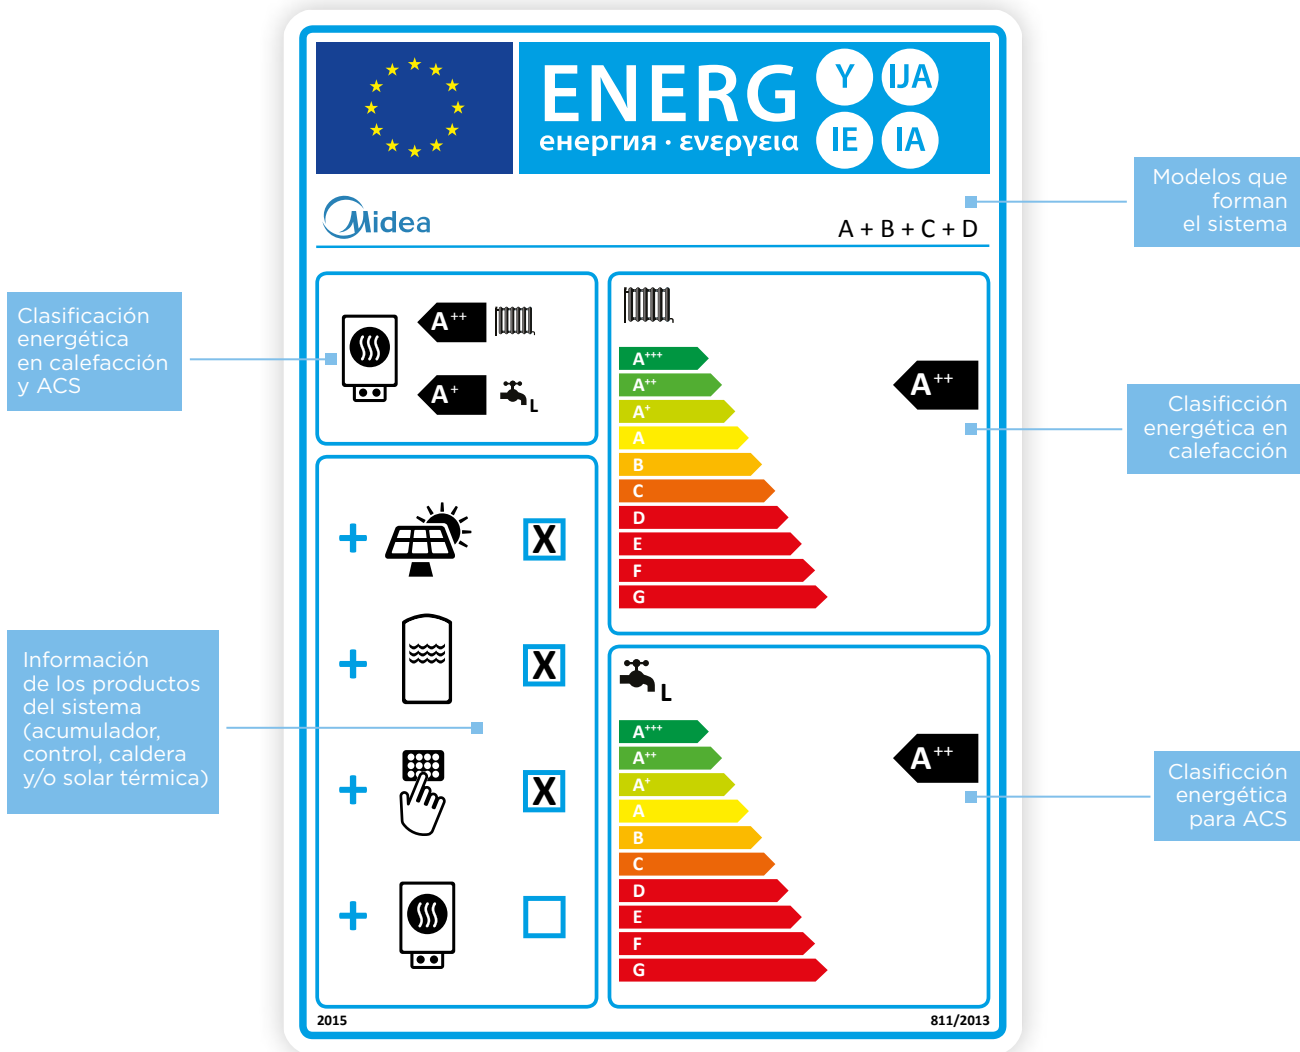 ENERG
Y IJA
IE IA
енергия · ενεργεια
Midea
A + B + C + D
Modelos que
forman
el sistema
Clasificación
energética
en calefacción
y ACS
A++
A+
L
A+++
A++
A+
A
B
C
D
E
F
G
A++
Clasificción
energética en
calefacción
X
X
X
Información
de los productos
del sistema
(acumulador,
control, caldera
y/o solar térmica)
L
A+++
A++
A+
A
B
C
D
E
F
G
A++
Clasificción
energética
para ACS
2015
811/2013